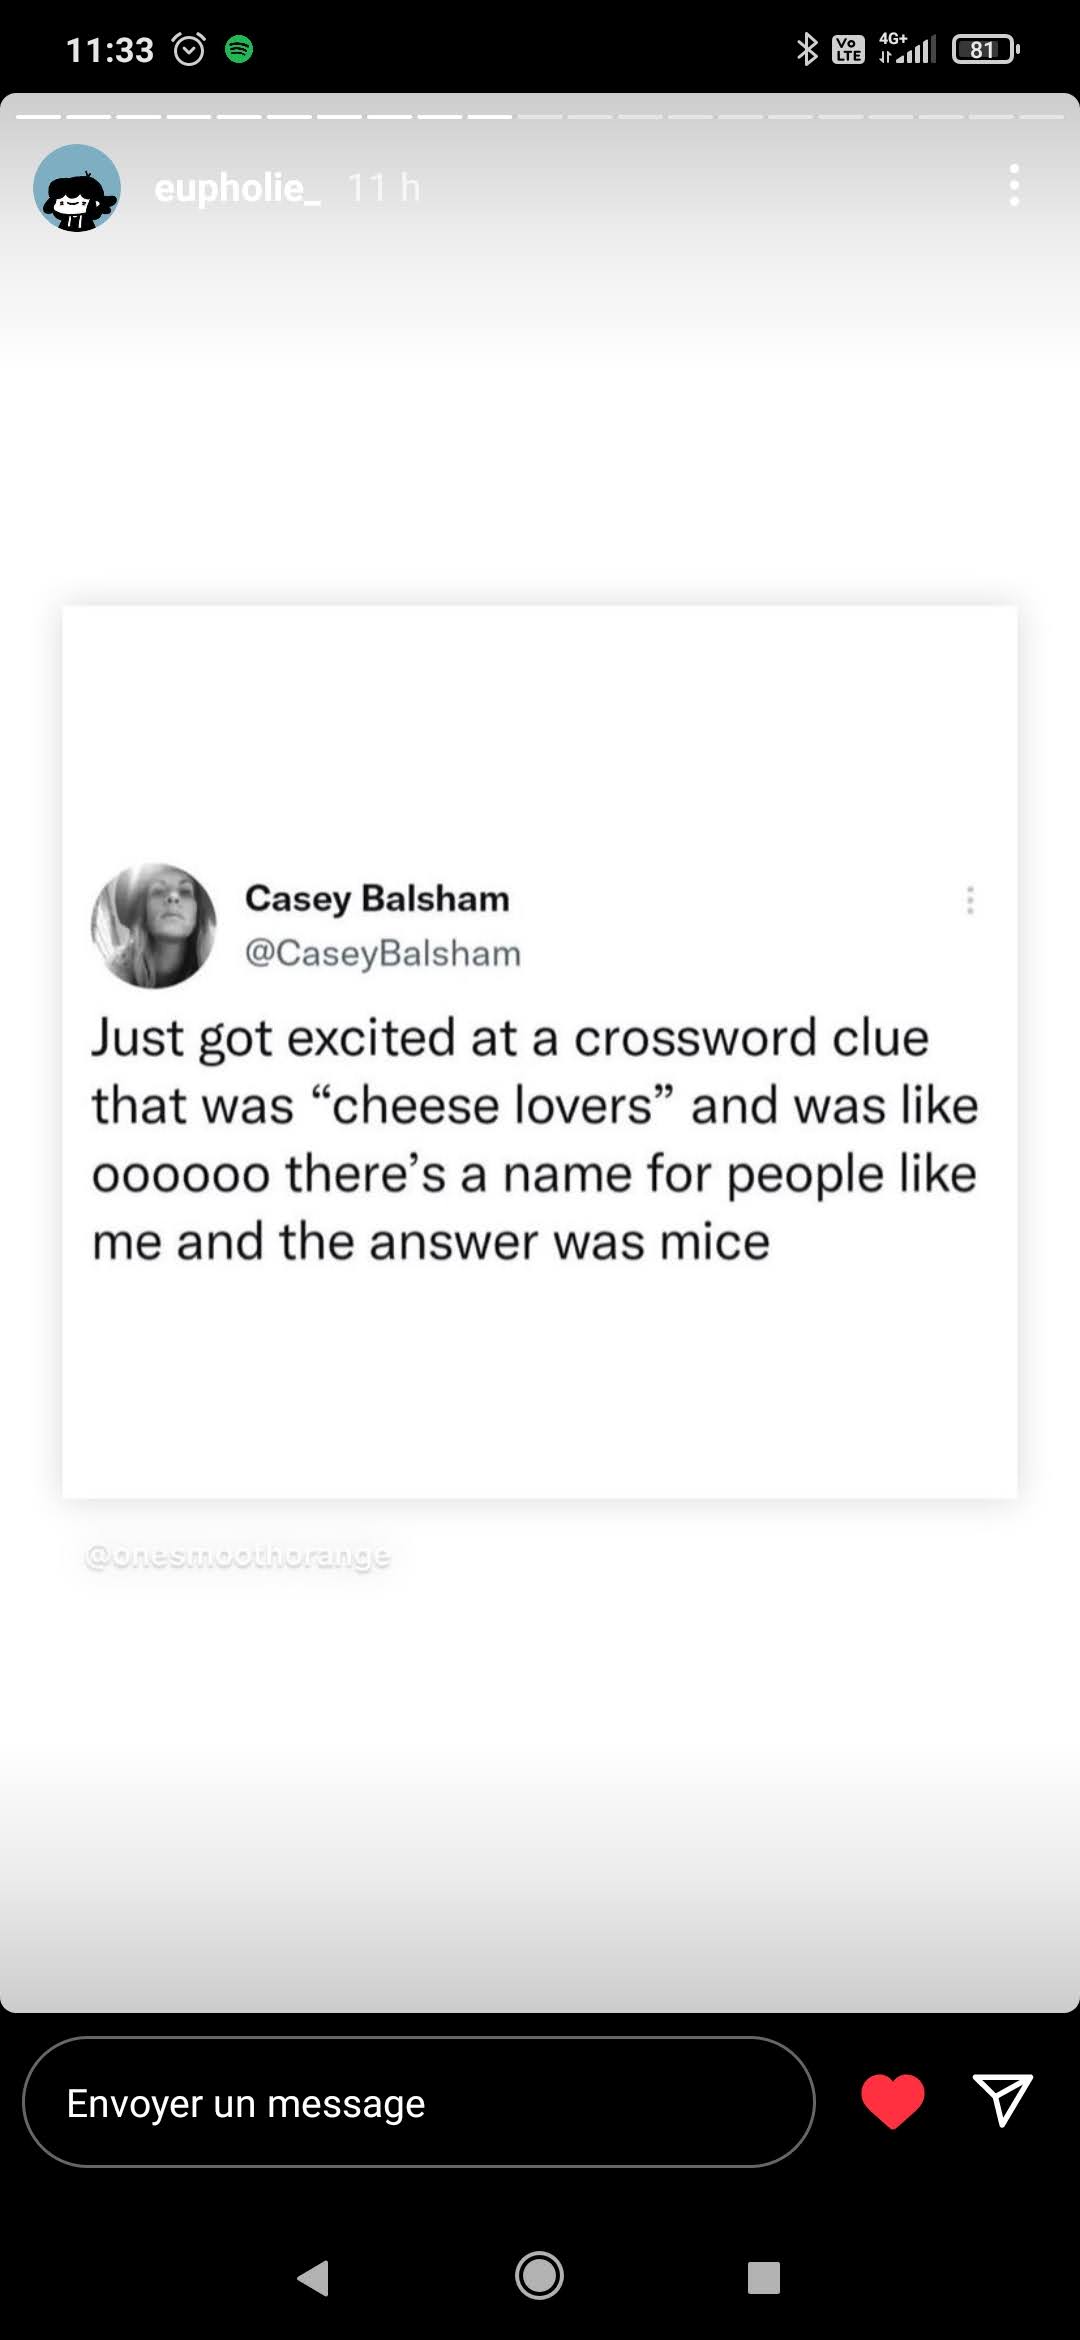 11:33
Vo LTE 4G+ 81
eupholie_ 11 h
Casey Balsham
@CaseyBalsham
Just got excited at a crossword clue
that was “cheese lovers” and was like
oooooo there’s a name for people like
me and the answer was mice
@onesmoothorange
Envoyer un message